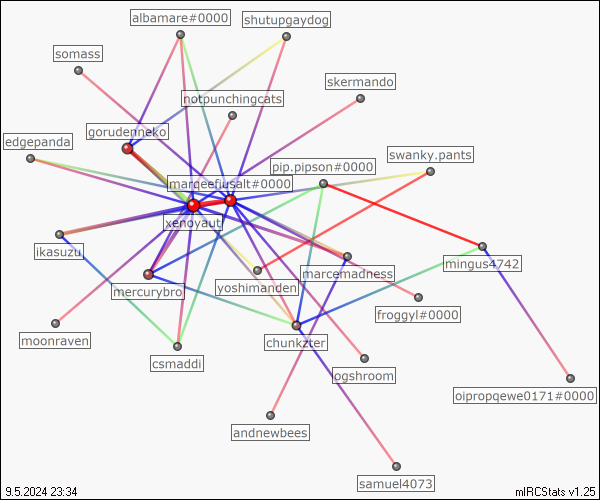 albamare#0000
shutupgaydog
somass
skermando
notpunchingcats
gorudenneko
edgepanda
swanky.pants
pip.pipson#0000
margeefjusalt#0000
xenoyaut
ikasuzu
mingus4742
marcemadness
yoshimanden
mercurybro
froggyl#0000
moonraven
chunkzter
csmaddi
ogshroom
oipropqewe0171#0000
andnewbees
samuel4073
9.5.2024 23:34
mIRCStats v1.25